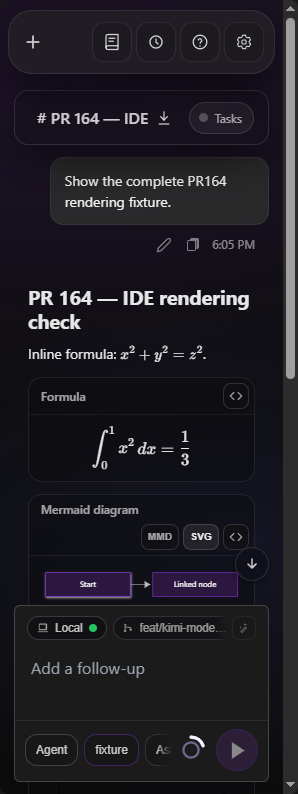 # PR 164 — IDE
Tasks
Show the complete PR164
rendering fixture.
6:05 PM
PR 164 — IDE rendering
check
Inline formula: x² + y² = z².
Formula
∫₀¹ x² dx = 1/3
Mermaid diagram
MMD SVG
Start Linked node
Local feat/kimi-mode...
Add a follow-up
Agent fixture As